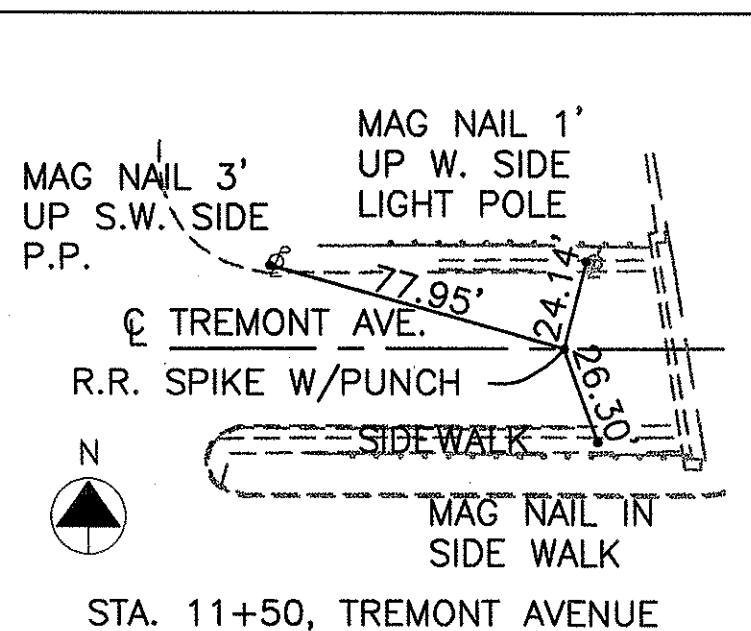 MAG NAIL 3'
UP S.W. SIDE
P.P.
MAG NAIL 1'
UP W. SIDE
LIGHT POLE
77.95'
24.14'
℄ TREMONT AVE.
R.R. SPIKE W/PUNCH
26.30'
SIDEWALK
N
MAG NAIL IN
SIDE WALK
STA. 11+50, TREMONT AVENUE